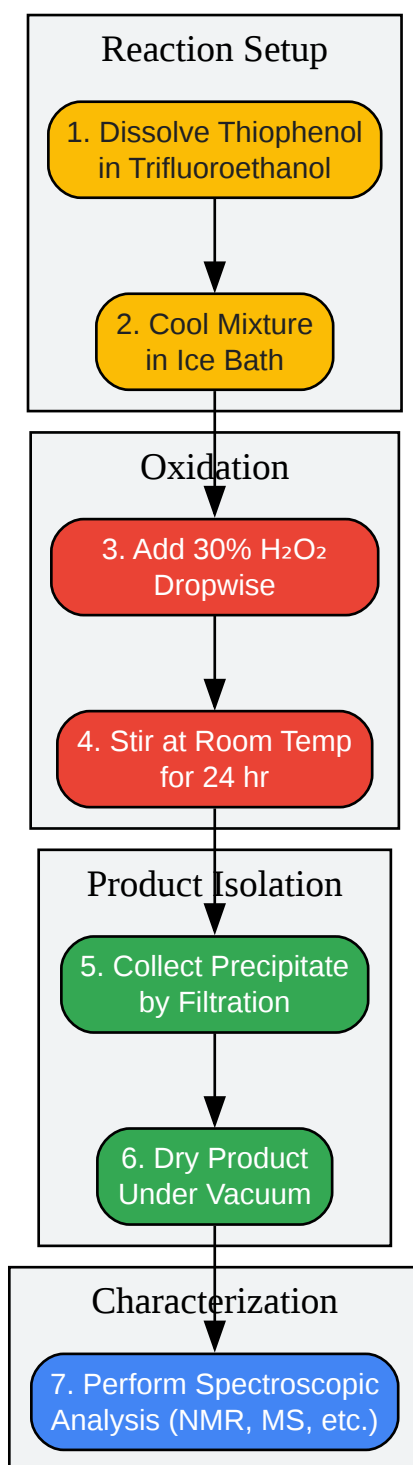 Reaction Setup
1. Dissolve Thiophenol
in Trifluoroethanol
2. Cool Mixture
in Ice Bath
Oxidation
3. Add 30% H₂O₂
Dropwise
4. Stir at Room Temp
for 24 hr
Product Isolation
5. Collect Precipitate
by Filtration
6. Dry Product
Under Vacuum
Characterization
7. Perform Spectroscopic
Analysis (NMR, MS, etc.)